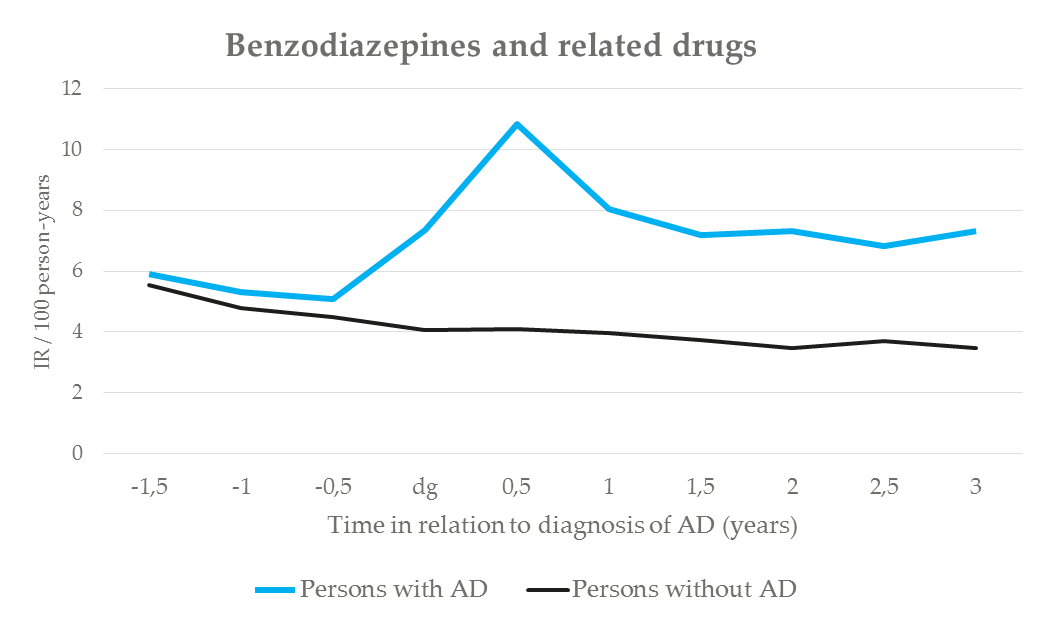 Benzodiazepines and related drugs
12
10
8
6
4
2
0
IR / 100 person-years
-1,5 -1 -0,5 dg 0,5 1 1,5 2 2,5 3
Time in relation to diagnosis of AD (years)
Persons with AD Persons without AD